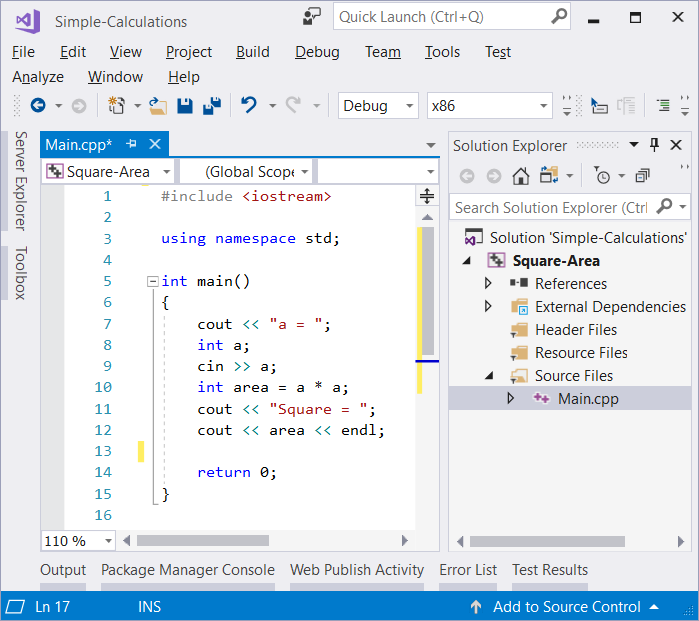 Simple-Calculations
Quick Launch (Ctrl+Q)
File Edit View Project Build Debug Team Tools Test
Analyze Window Help
Debug x86
Server Explorer
Toolbox
Main.cpp*
Square-Area (Global Scope
1 #include <iostream>
2
3 using namespace std;
4
5 int main()
6 {
7 cout << "a = ";
8 int a;
9 cin >> a;
10 int area = a * a;
11 cout << "Square = ";
12 cout << area << endl;
13
14 return 0;
15 }
16
110 %
Solution Explorer
Search Solution Explorer (Ctrl
Solution 'Simple-Calculations'
Square-Area
References
External Dependencies
Header Files
Resource Files
Source Files
Main.cpp
Output Package Manager Console Web Publish Activity Error List Test Results
Ln 17 INS Add to Source Control